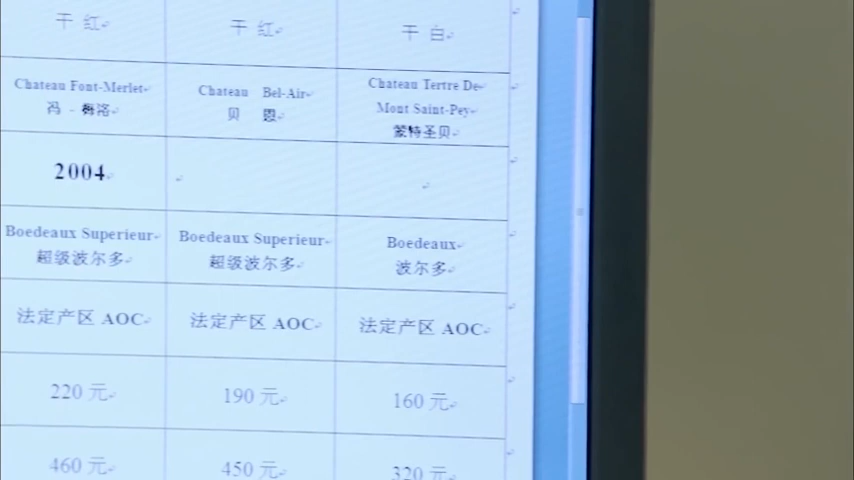 干 红
干 红
干 白
Chateau Font-Merlet
冯 - 梅洛
Chateau Bel-Air
贝 恩
Chateau Tertre De
Mont Saint-Pey
蒙特圣贝
2004
Boedeaux Superieur
超级波尔多
Boedeaux Superieur
超级波尔多
Boedeaux
波尔多
法定产区 AOC
法定产区 AOC
法定产区 AOC
220 元
190 元
160 元
460 元
450 元
320 元